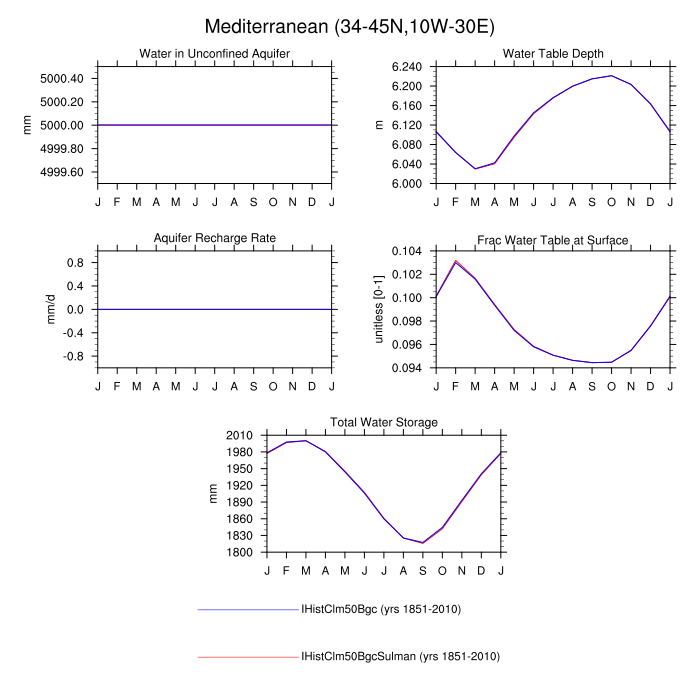 Mediterranean (34-45N,10W-30E)
Water in Unconfined Aquifer
5000.40
5000.20
5000.00
4999.80
4999.60
mm
J F M A M J J A S O N D J
Water Table Depth
6.240
6.200
6.160
6.120
6.080
6.040
6.000
m
J F M A M J J A S O N D J
Aquifer Recharge Rate
0.8
0.4
0.0
-0.4
-0.8
mm/d
J F M A M J J A S O N D J
Frac Water Table at Surface
0.104
0.102
0.100
0.098
0.096
0.094
unitless [0-1]
J F M A M J J A S O N D J
Total Water Storage
2010
1980
1950
1920
1890
1860
1830
1800
mm
J F M A M J J A S O N D J
IHistClm50Bgc (yrs 1851-2010)
IHistClm50BgcSulman (yrs 1851-2010)